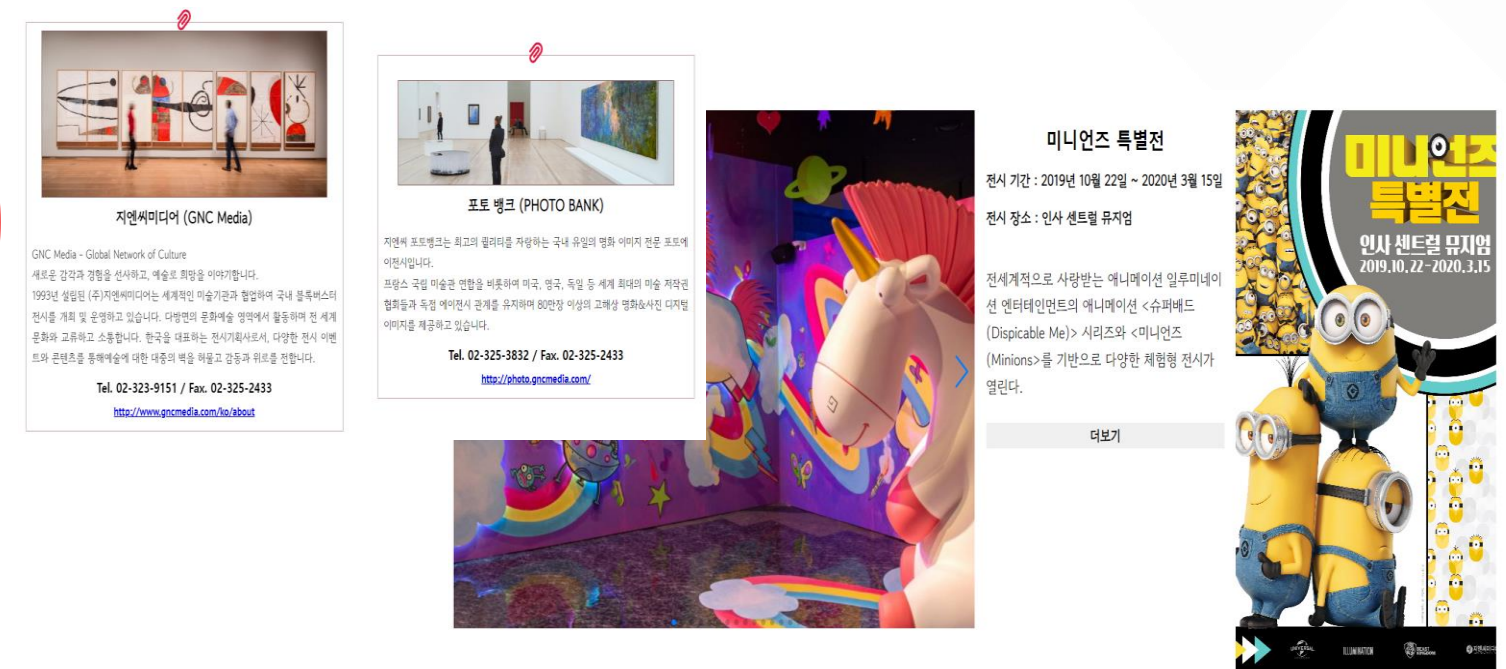 지엔씨미디어 (GNC Media)
GNC Media - Global Network of Culture
새로운 감각과 경험을 선사하고, 예술로 희망을 이야기합니다.
1993년 설립된 (주)지엔씨미디어는 세계적인 미술기관과 협업하여 국내 블록버스터
전시를 개최 및 운영하고 있습니다. 다방면의 문화예술 영역에서 활동하며 전 세계
문화와 교류하고 소통합니다. 한국을 대표하는 전시기획사로서, 다양한 전시 이벤
트와 콘텐츠를 통해예술에 대한 대중의 벽을 허물고 감동과 위로를 전합니다.
Tel. 02-323-9151 / Fax. 02-325-2433
http://www.gncmedia.com/ko/about
포토 뱅크 (PHOTO BANK)
지엔씨 포토뱅크는 최고의 퀄리티를 자랑하는 국내 유일의 명화 이미지 전문 포토에
이전시입니다.
프랑스 국립 미술관 연합을 비롯하여 미국, 영국, 독일 등 세계 최대의 미술 저작권
협회들과 독점 에이전시 관계를 유지하며 80만장 이상의 고해상 명화&사진 디지털
이미지를 제공하고 있습니다.
Tel. 02-325-3832 / Fax. 02-325-2433
http://photo.gncmedia.com/
미니언즈 특별전
전시 기간 : 2019년 10월 22일 ~ 2020년 3월 15일
전시 장소 : 인사 센트럴 뮤지엄
전세계적으로 사랑받는 애니메이션 일루미네이
션 엔터테인먼트의 애니메이션 <슈퍼배드
(Dispicable Me)> 시리즈와 <미니언즈
(Minions>를 기반으로 다양한 체험형 전시가
열린다.
더보기
미니언즈
특별전
인사 센트럴 뮤지엄
2019.10.22-2020.3.15
UNIVERSAL
ILLUMINATION
BEAST
KINGDOM
지엔씨미디어